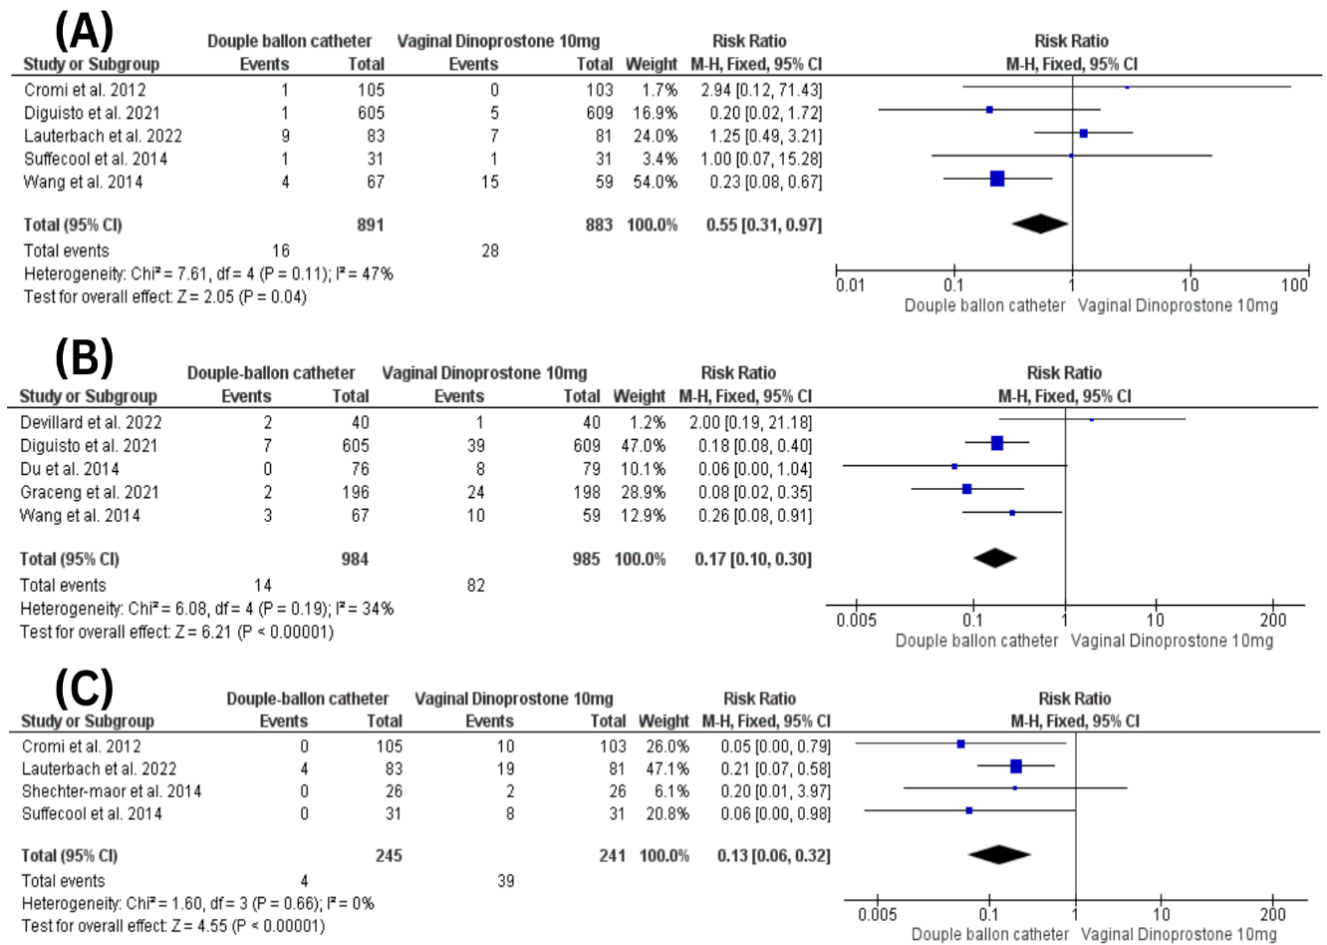 (A)
Douple ballon catheter Vaginal Dinoprostone 10mg Risk Ratio Risk Ratio
Study or Subgroup Events Total Events Total Weight M-H, Fixed, 95% CI M-H, Fixed, 95% CI
Cromi et al. 2012 1 105 0 103 1.7% 2.94 [0.12, 71.43]
Diguisto et al. 2021 1 605 5 609 16.9% 0.20 [0.02, 1.72]
Lauterbach et al. 2022 9 83 7 81 24.0% 1.25 [0.49, 3.21]
Suffecool et al. 2014 1 31 1 31 3.4% 1.00 [0.07, 15.28]
Wang et al. 2014 4 67 15 59 54.0% 0.23 [0.08, 0.67]
Total (95% CI) 891 883 100.0% 0.55 [0.31, 0.97]
Total events 16 28
Heterogeneity: Chi² = 7.61, df = 4 (P = 0.11); I² = 47%
Test for overall effect: Z = 2.05 (P = 0.04)
0.01 0.1 1 10 100
Douple ballon catheter Vaginal Dinoprostone 10mg
(B)
Douple-ballon catheter Vaginal Dinoprostone 10mg Risk Ratio Risk Ratio
Study or Subgroup Events Total Events Total Weight M-H, Fixed, 95% CI M-H, Fixed, 95% CI
Devillard et al. 2022 2 40 1 40 1.2% 2.00 [0.19, 21.18]
Diguisto et al. 2021 7 605 39 609 47.0% 0.18 [0.08, 0.40]
Du et al. 2014 0 76 8 79 10.1% 0.06 [0.00, 1.04]
Graceng et al. 2021 2 196 24 198 28.9% 0.08 [0.02, 0.35]
Wang et al. 2014 3 67 10 59 12.9% 0.26 [0.08, 0.91]
Total (95% CI) 984 985 100.0% 0.17 [0.10, 0.30]
Total events 14 82
Heterogeneity: Chi² = 6.08, df = 4 (P = 0.19); I² = 34%
Test for overall effect: Z = 6.21 (P < 0.00001)
0.005 0.1 1 10 200
Douple ballon catheter Vaginal Dinoprostone 10mg
(C)
Douple-ballon catheter Vaginal Dinoprostone 10mg Risk Ratio Risk Ratio
Study or Subgroup Events Total Events Total Weight M-H, Fixed, 95% CI M-H, Fixed, 95% CI
Cromi et al. 2012 0 105 10 103 26.0% 0.05 [0.00, 0.79]
Lauterbach et al. 2022 4 83 19 81 47.1% 0.21 [0.07, 0.58]
Shechter-maor et al. 2014 0 26 2 26 6.1% 0.20 [0.01, 3.97]
Suffecool et al. 2014 0 31 8 31 20.8% 0.06 [0.00, 0.98]
Total (95% CI) 245 241 100.0% 0.13 [0.06, 0.32]
Total events 4 39
Heterogeneity: Chi² = 1.60, df = 3 (P = 0.66); I² = 0%
Test for overall effect: Z = 4.55 (P < 0.00001)
0.005 0.1 1 10 200
Douple ballon catheter Vaginal Dinoprostone 10mg